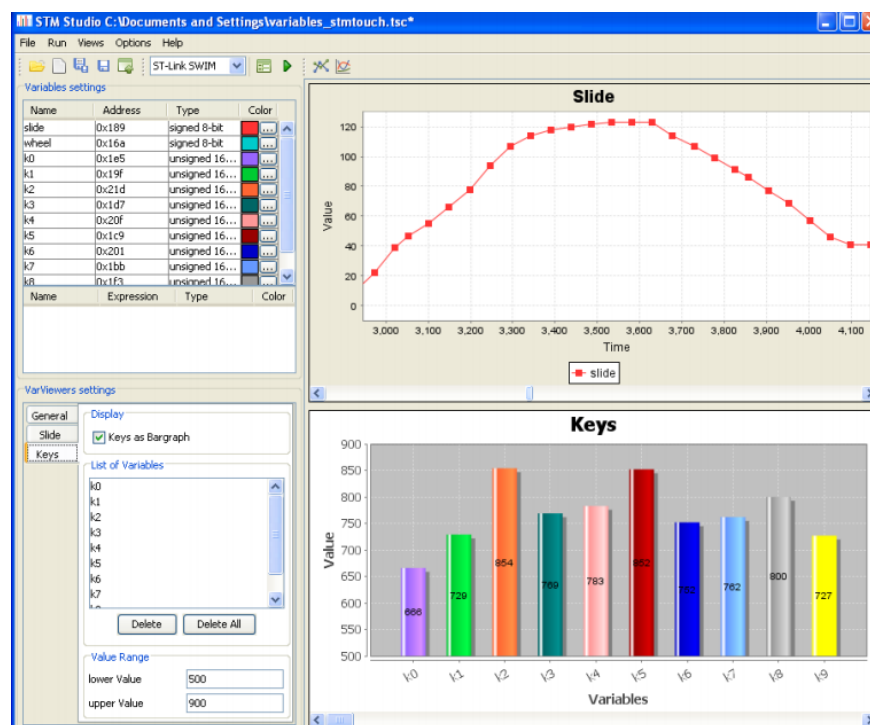 STM Studio C:\Documents and Settings\variables_stmtouch.tsc*
File Run Views Options Help
ST-Link SWIM
Variables settings
Name Address Type Color
slide 0x189 signed 8-bit ...
wheel 0x16a signed 8-bit ...
k0 0x1e5 unsigned 16... ...
k1 0x19f unsigned 16... ...
k2 0x21d unsigned 16... ...
k3 0x1d7 unsigned 16... ...
k4 0x20f unsigned 16... ...
k5 0x1c9 unsigned 16... ...
k6 0x201 unsigned 16... ...
k7 0x1bb unsigned 16... ...
k8 0x1f3 unsigned 16... ...
Name Expression Type Color
VarViewers settings
General
Slide
Keys
Display
Keys as Bargraph
List of Variables
k0
k1
k2
k3
k4
k5
k6
k7
Delete Delete All
Value Range
lower Value 500
upper Value 900
Slide
Value
120
100
80
60
40
20
0
3,000 3,100 3,200 3,300 3,400 3,500 3,600 3,700 3,800 3,900 4,000 4,100
Time
slide
Keys
Value
900
850
800
750
700
650
600
550
500
666 729 854 769 783 852 752 762 800 727
k0 k1 k2 k3 k4 k5 k6 k7 k8 k9
Variables